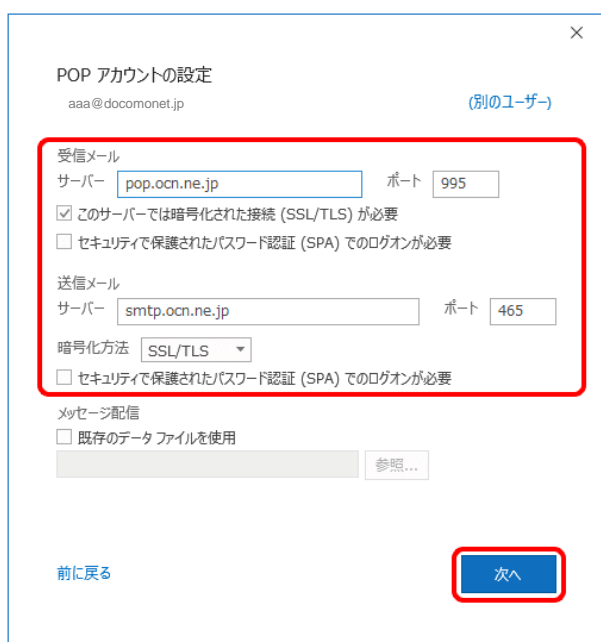 POP アカウントの設定
aaa@docomonet.jp (別のユーザー)
受信メール
サーバー pop.ocn.ne.jp ポート 995
このサーバーでは暗号化された接続 (SSL/TLS) が必要
セキュリティで保護されたパスワード認証 (SPA) でのログオンが必要
送信メール
サーバー smtp.ocn.ne.jp ポート 465
暗号化方法 SSL/TLS
セキュリティで保護されたパスワード認証 (SPA) でのログオンが必要
メッセージ配信
既存のデータ ファイルを使用
参照...
前に戻る 次へ